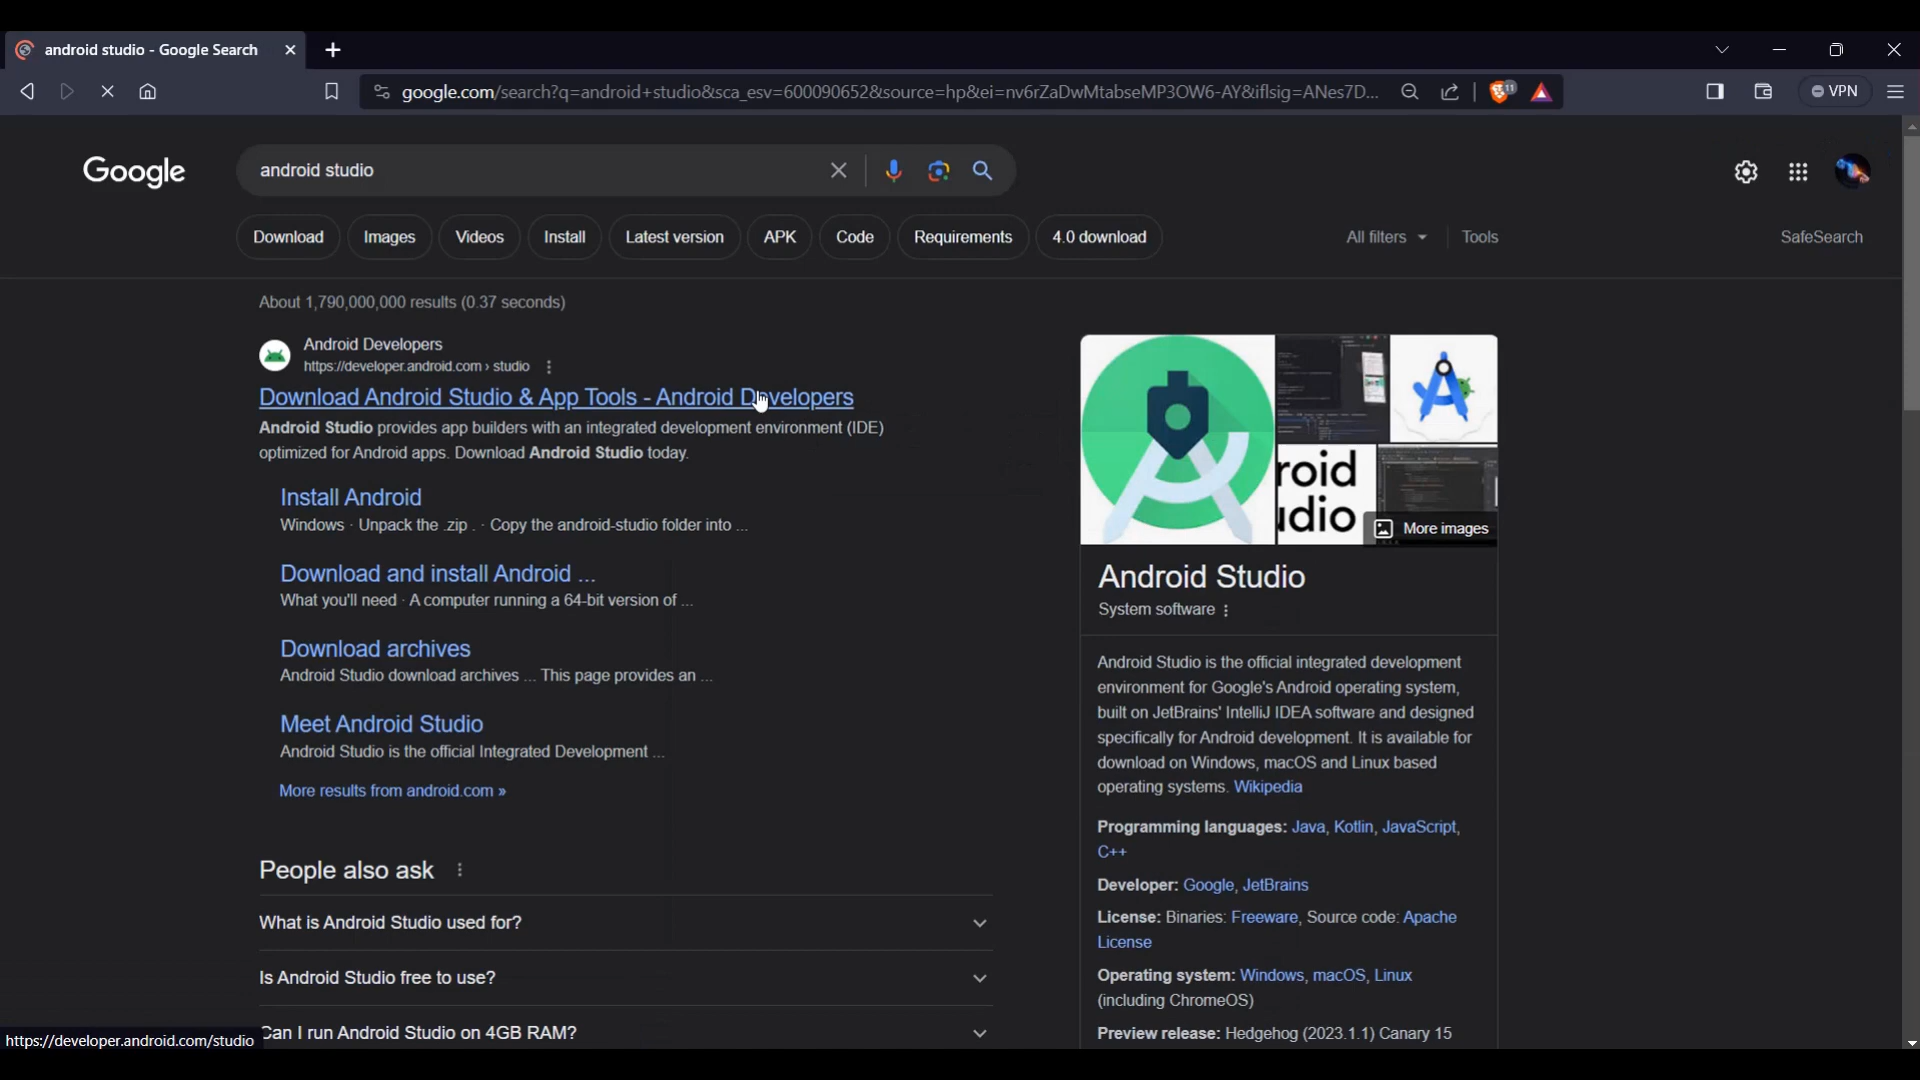 android studio - Google Search
google.com/search?q=android+studio&sca_esv=600090652&source=hp&ei=nv6rZaDwMtabseMP3OW6-AY&iflsig=ANes7D...
11
VPN
Google
android studio
Download
Images
Videos
Install
Latest version
APK
Code
Requirements
4.0 download
All filters
Tools
SafeSearch
About 1,790,000,000 results (0.37 seconds)
Android Developers
https://developer.android.com › studio
Download Android Studio & App Tools - Android Developers
Android Studio provides app builders with an integrated development environment (IDE)
optimized for Android apps. Download Android Studio today.
Install Android
Windows · Unpack the .zip . · Copy the android-studio folder into ...
Download and install Android ...
What you'll need · A computer running a 64-bit version of ...
Download archives
Android Studio download archives ... This page provides an ...
Meet Android Studio
Android Studio is the official Integrated Development ...
More results from android.com »
People also ask
What is Android Studio used for?
Is Android Studio free to use?
Can I run Android Studio on 4GB RAM?
https://developer.android.com/studio
roid
udio
More images
Android Studio
System software
Android Studio is the official integrated development
environment for Google's Android operating system,
built on JetBrains' IntelliJ IDEA software and designed
specifically for Android development. It is available for
download on Windows, macOS and Linux based
operating systems. Wikipedia
Programming languages: Java, Kotlin, JavaScript,
C++
Developer: Google, JetBrains
License: Binaries: Freeware, Source code: Apache
License
Operating system: Windows, macOS, Linux
(including ChromeOS)
Preview release: Hedgehog (2023.1.1) Canary 15